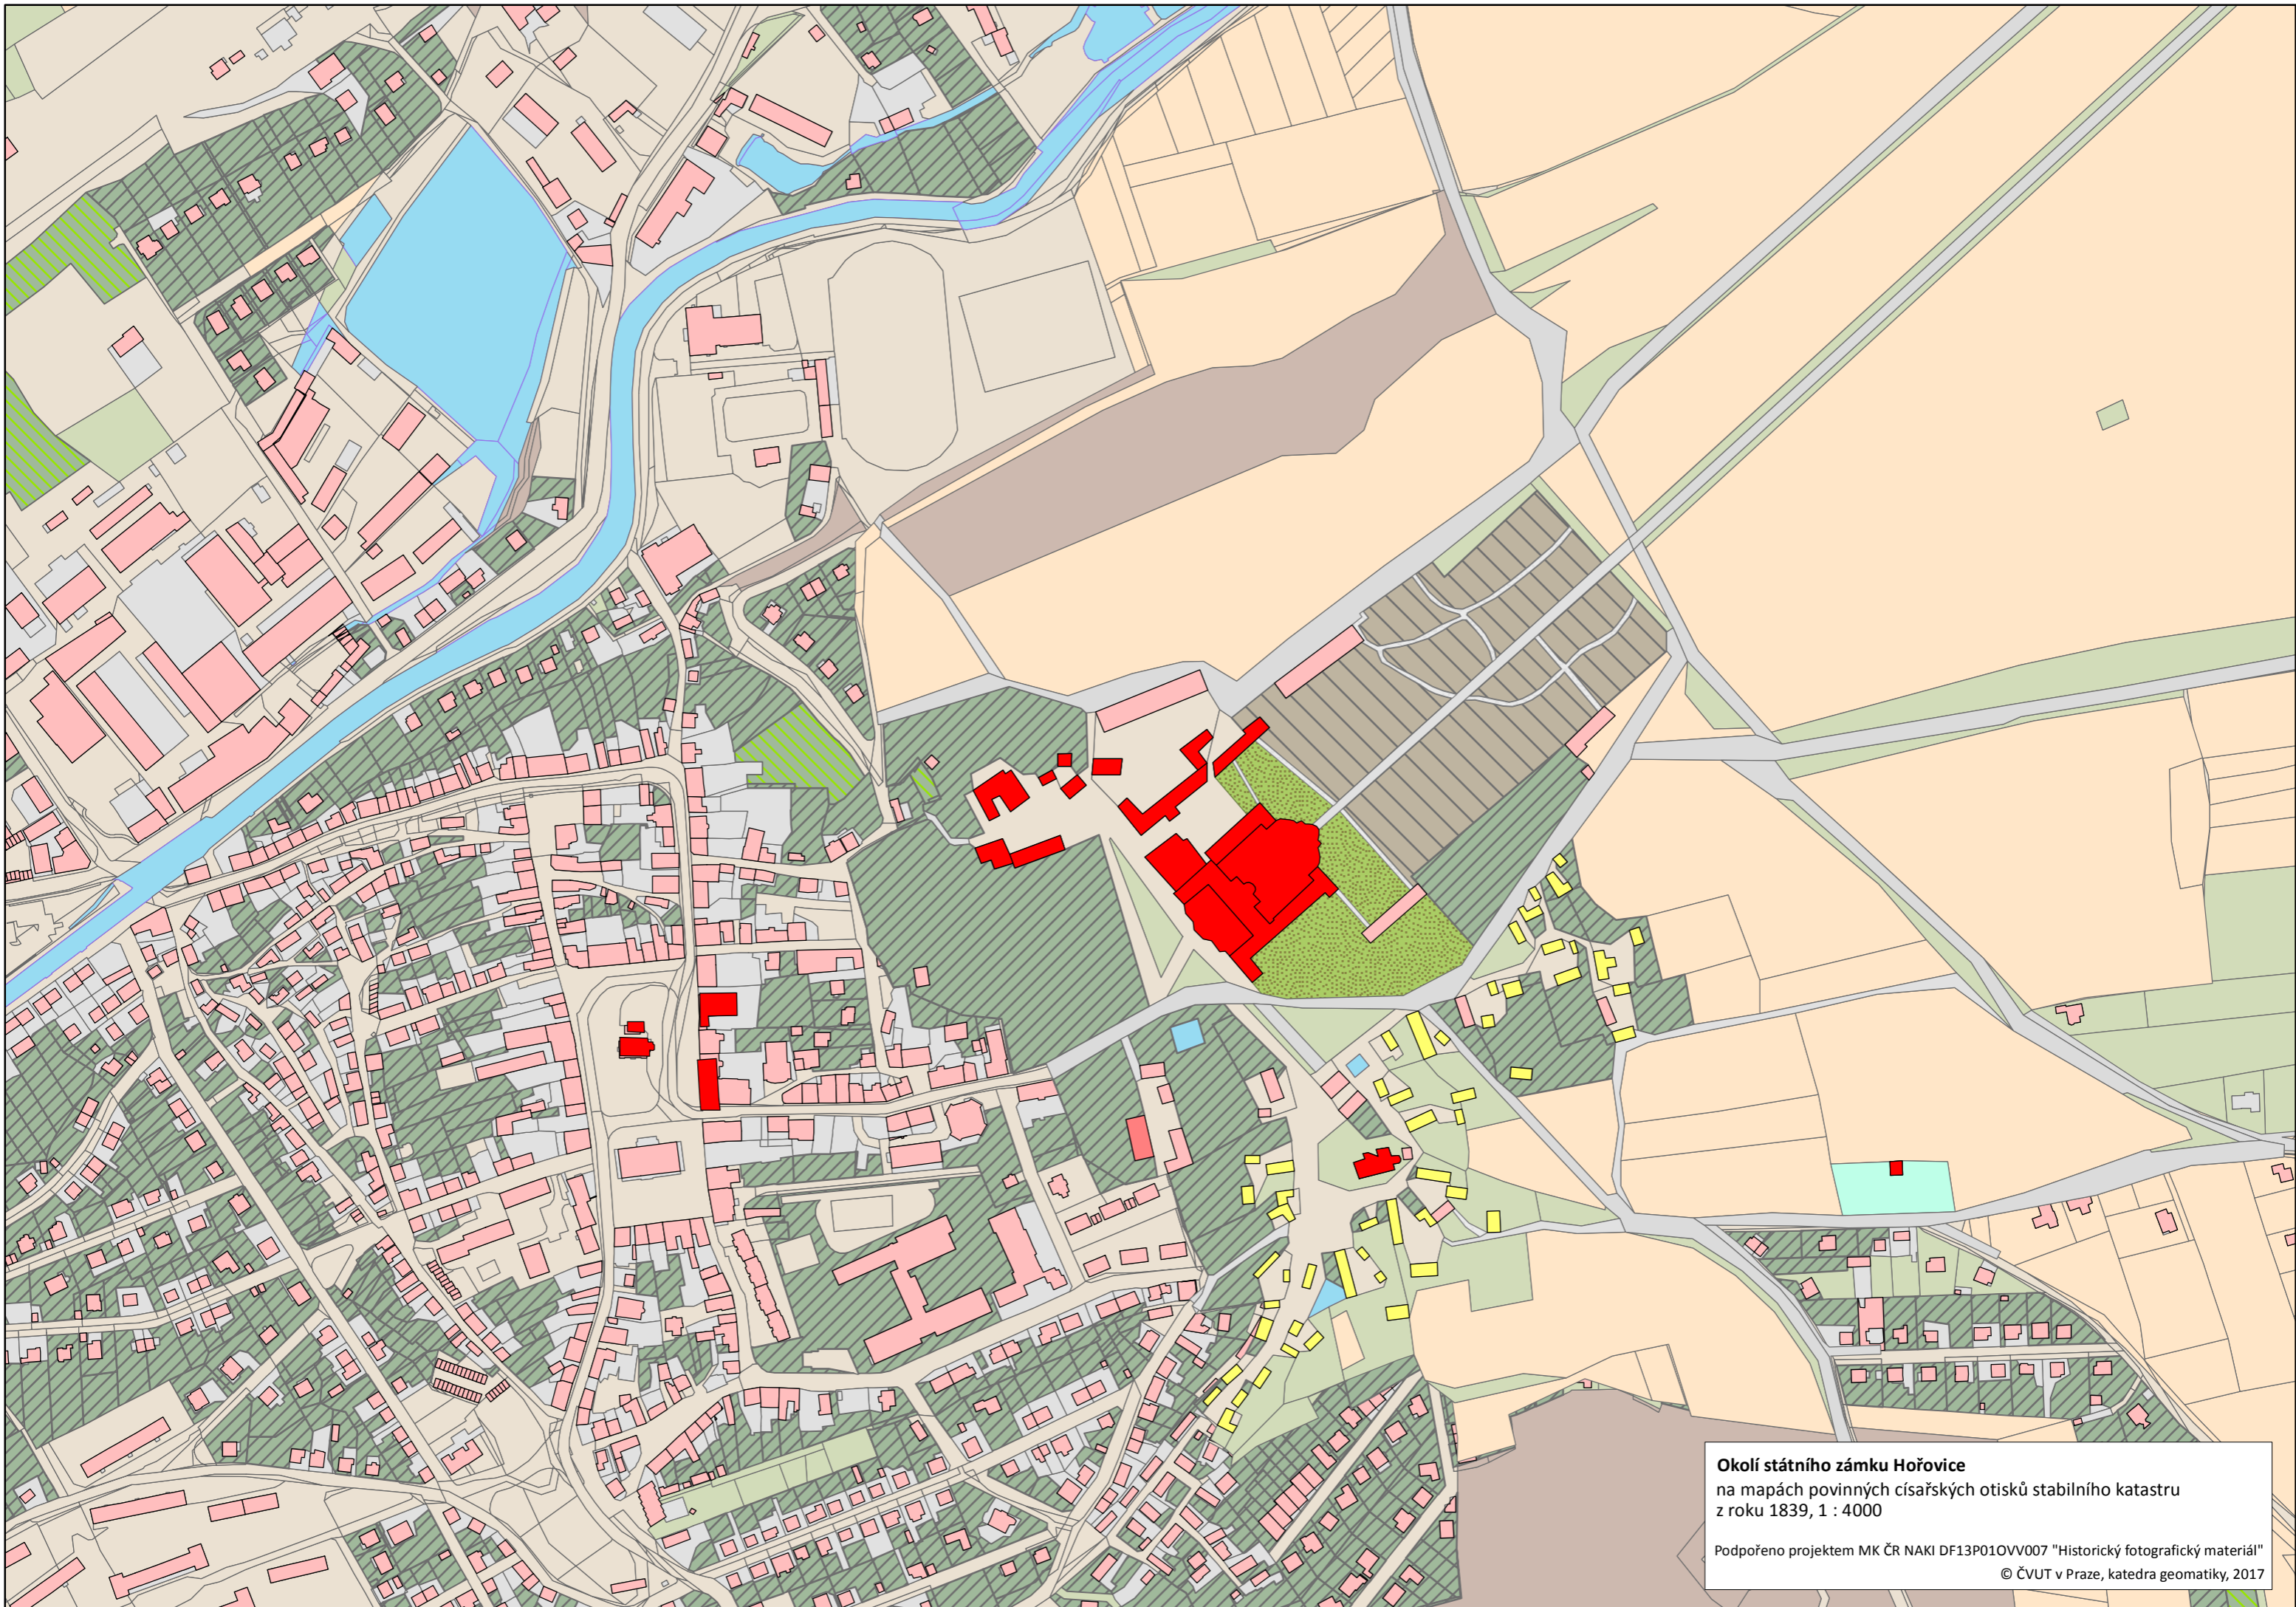 Okolí státního zámku Hořovice
na mapách povinných císařských otisků stabilního katastru
z roku 1839, 1 : 4000
Podpořeno projektem MK ČR NAKI DF13P01OVV007 "Historický fotografický materiál"
© ČVUT v Praze, katedra geomatiky, 2017